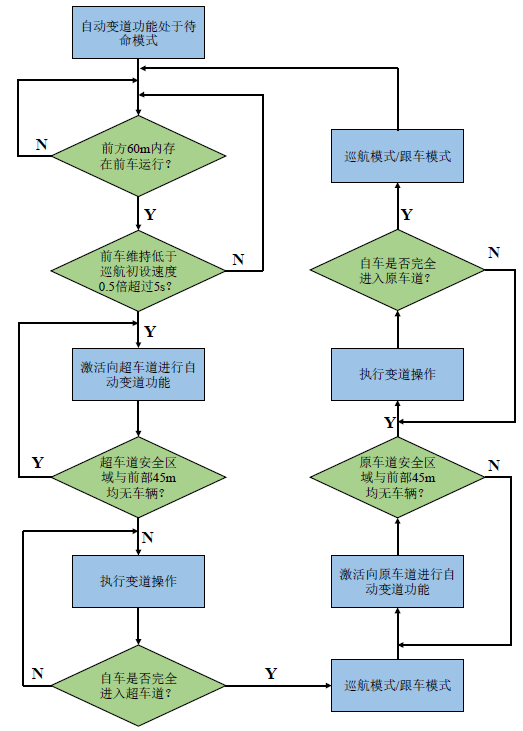 自动变道功能处于待
命模式
N
前方60m内存
在前车运行？
Y
前车维持低于
巡航初设速度
0.5倍超过5s？
N
Y
激活向超车道进行自
动变道功能
Y
超车道安全区
域与前部45m
均无车辆？
N
执行变道操作
N
自车是否完全
进入超车道？
Y
巡航模式/跟车模式
激活向原车道进行自
动变道功能
原车道安全区
域与前部45m
均无车辆？
N
Y
执行变道操作
自车是否完全
进入原车道？
N
Y
巡航模式/跟车模式